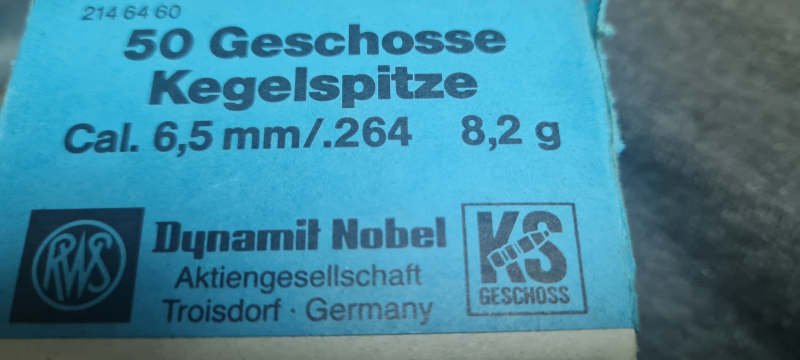 214 64 60
50 Geschosse
Kegelspitze
Cal. 6,5 mm/.264 8,2 g
RWS
Dynamit Nobel
Aktiengesellschaft
Troisdorf · Germany
KS
GESCHOSS